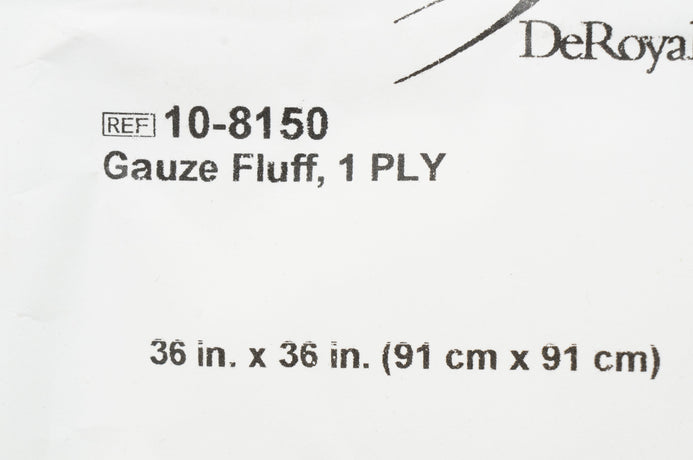 DeRoyal
REF 10-8150
Gauze Fluff, 1 PLY
36 in. x 36 in. (91 cm x 91 cm)